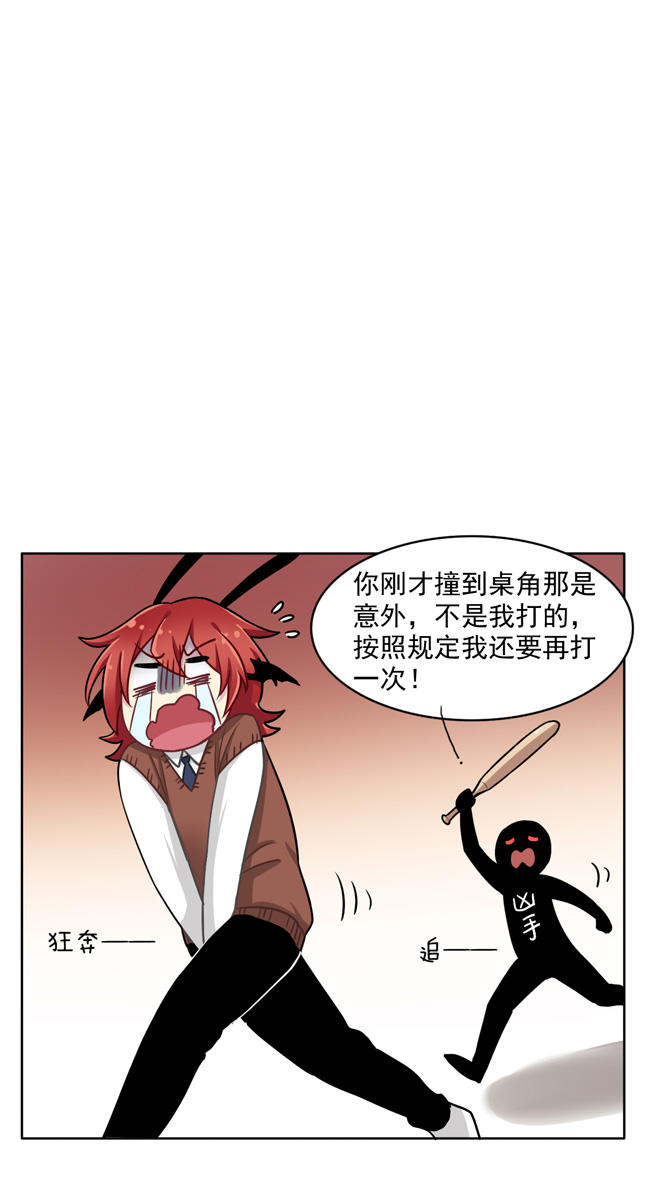 你刚才撞到桌角那是
意外，不是我打的，
按照规定我还要再打
一次！
狂奔——
追——
凶手